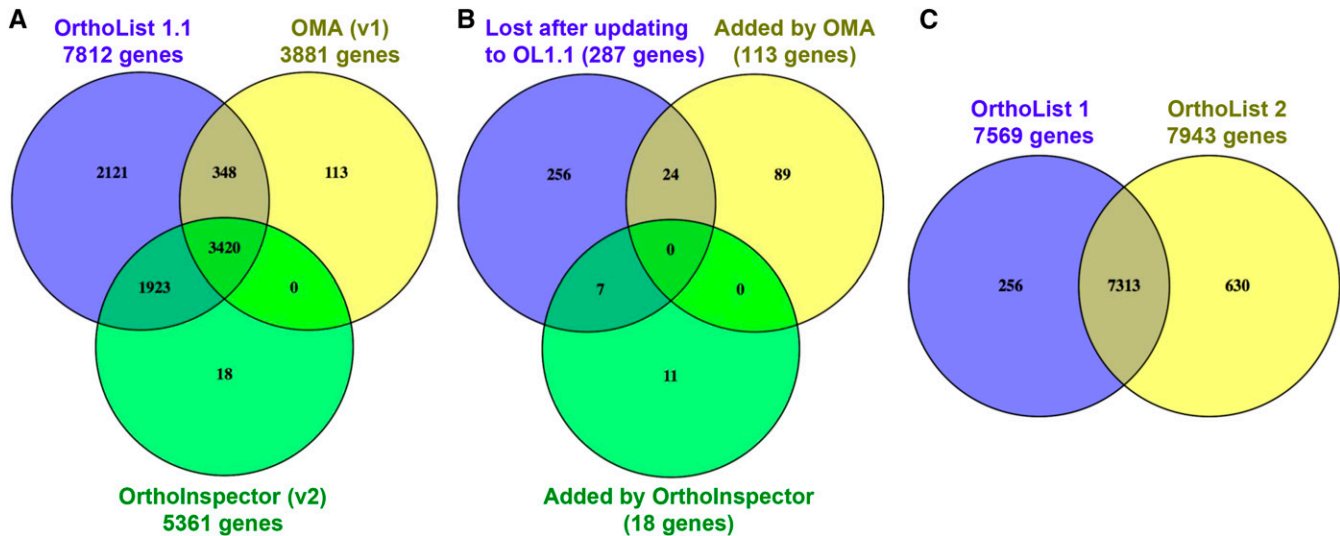 A
OrthoList 1.1
7812 genes
OMA (v1)
3881 genes
2121
348
113
3420
1923
0
18
OrthoInspector (v2)
5361 genes
B
Lost after updating
to OL1.1 (287 genes)
Added by OMA
(113 genes)
256
24
89
0
7
0
11
Added by OrthoInspector
(18 genes)
C
OrthoList 1
7569 genes
OrthoList 2
7943 genes
256
7313
630